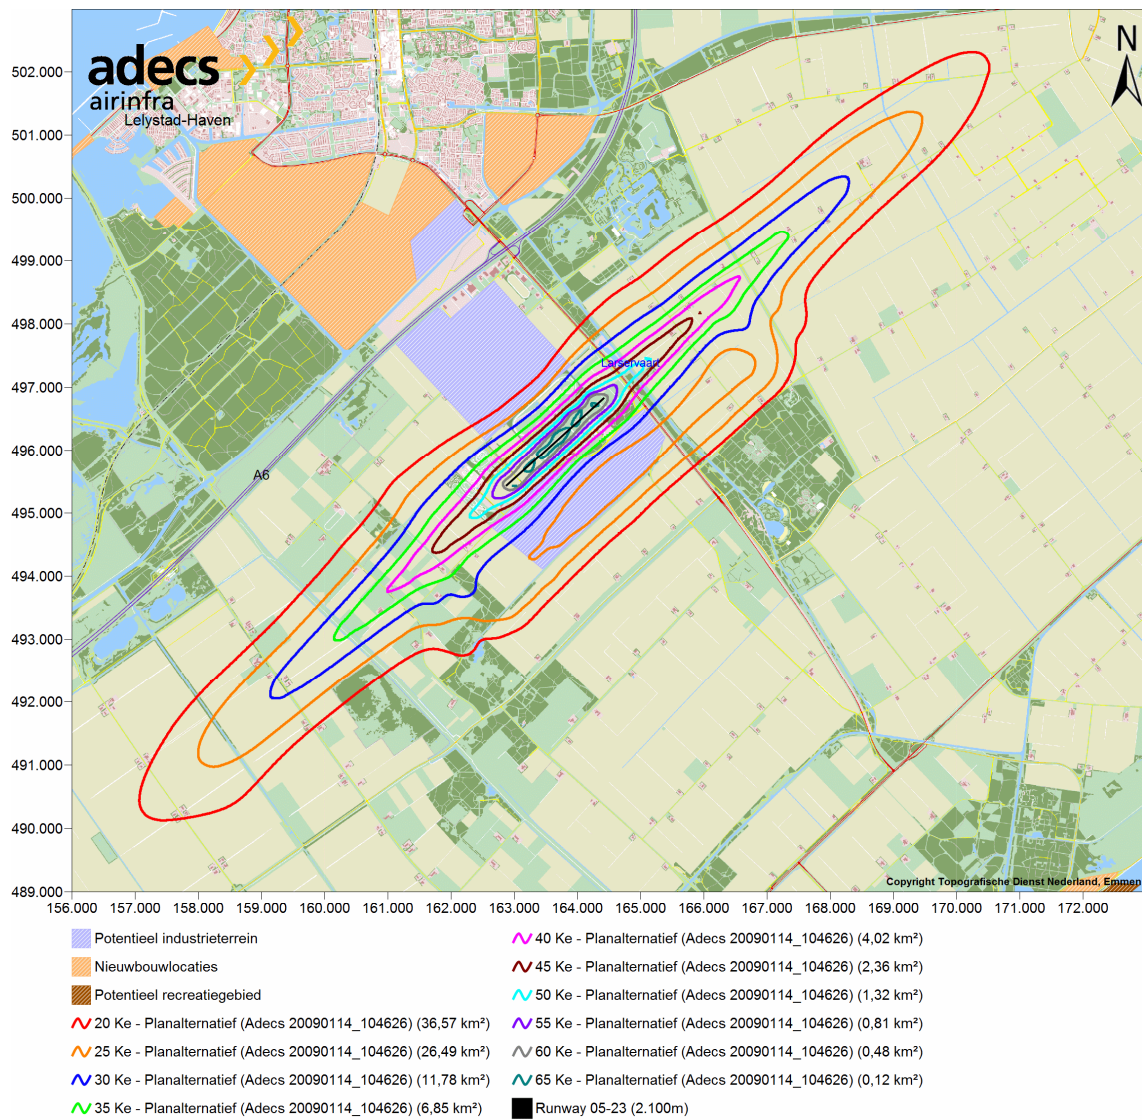 adecs
airinfra
Lelystad-Haven
N
502.000
501.000
500.000
499.000
498.000
497.000
496.000
495.000
494.000
493.000
492.000
491.000
490.000
489.000
Larservaart
A6
Copyright Topografische Dienst Nederland, Emmen
156.000 157.000 158.000 159.000 160.000 161.000 162.000 163.000 164.000 165.000 166.000 167.000 168.000 169.000 170.000 171.000 172.000
Potentieel industrieterrein
Nieuwbouwlocaties
Potentieel recreatiegebied
20 Ke - Planalternatief (Adecs 20090114_104626) (36,57 km²)
25 Ke - Planalternatief (Adecs 20090114_104626) (26,49 km²)
30 Ke - Planalternatief (Adecs 20090114_104626) (11,78 km²)
35 Ke - Planalternatief (Adecs 20090114_104626) (6,85 km²)
40 Ke - Planalternatief (Adecs 20090114_104626) (4,02 km²)
45 Ke - Planalternatief (Adecs 20090114_104626) (2,36 km²)
50 Ke - Planalternatief (Adecs 20090114_104626) (1,32 km²)
55 Ke - Planalternatief (Adecs 20090114_104626) (0,81 km²)
60 Ke - Planalternatief (Adecs 20090114_104626) (0,48 km²)
65 Ke - Planalternatief (Adecs 20090114_104626) (0,12 km²)
Runway 05-23 (2.100m)